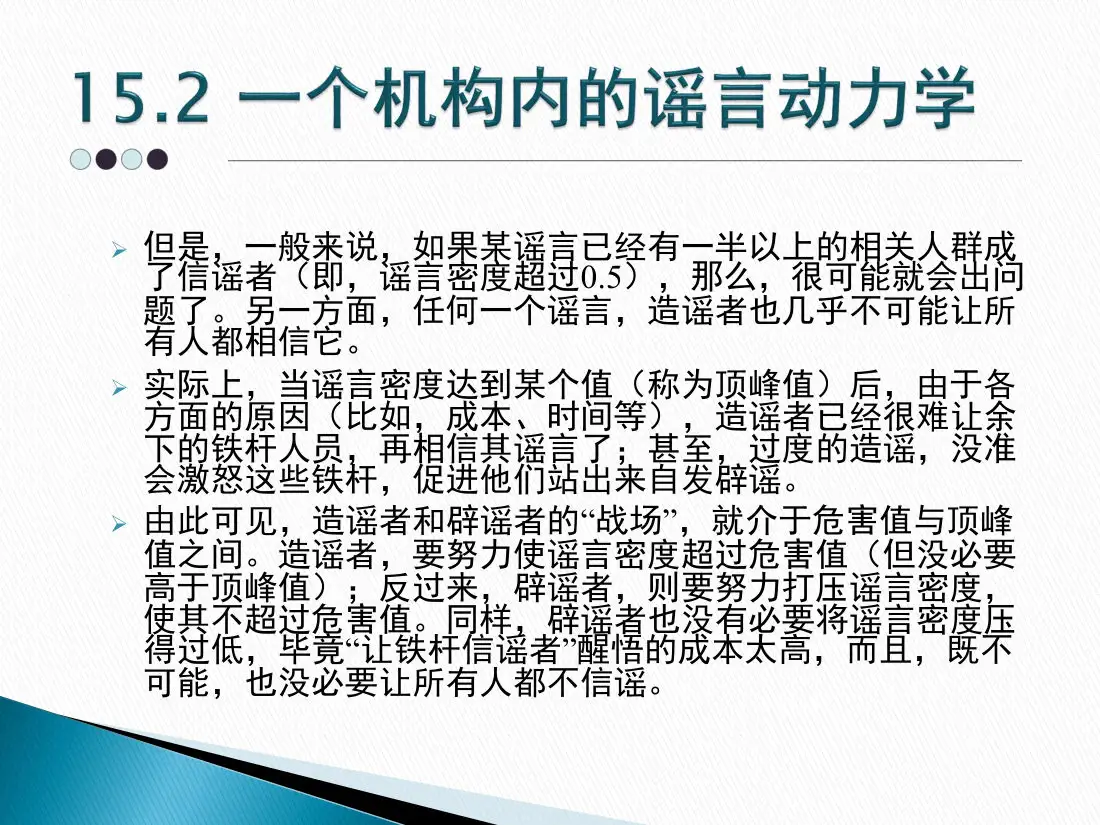 15.2 一个机构内的谣言动力学
但是，一般来说，如果某谣言已经有一半以上的相关人群成
了信谣者（即，谣言密度超过0.5），那么，很可能就会出问
题了。另一方面，任何一个谣言，造谣者也几乎不可能让所
有人都相信它。
实际上，当谣言密度达到某个值（称为顶峰值）后，由于各
方面的原因（比如，成本、时间等），造谣者已经很难让余
下的铁杆人员，再相信其谣言了；甚至，过度的造谣，没准
会激怒这些铁杆，促进他们站出来自发辟谣。
由此可见，造谣者和辟谣者的“战场”，就介于危害值与顶峰
值之间。造谣者，要努力使谣言密度超过危害值（但没必要
高于顶峰值）；反过来，辟谣者，则要努力打压谣言密度，
使其不超过危害值。同样，辟谣者也没有必要将谣言密度压
得过低，毕竟“让铁杆信谣者”醒悟的成本太高，而且，既不
可能，也没必要让所有人都不信谣。